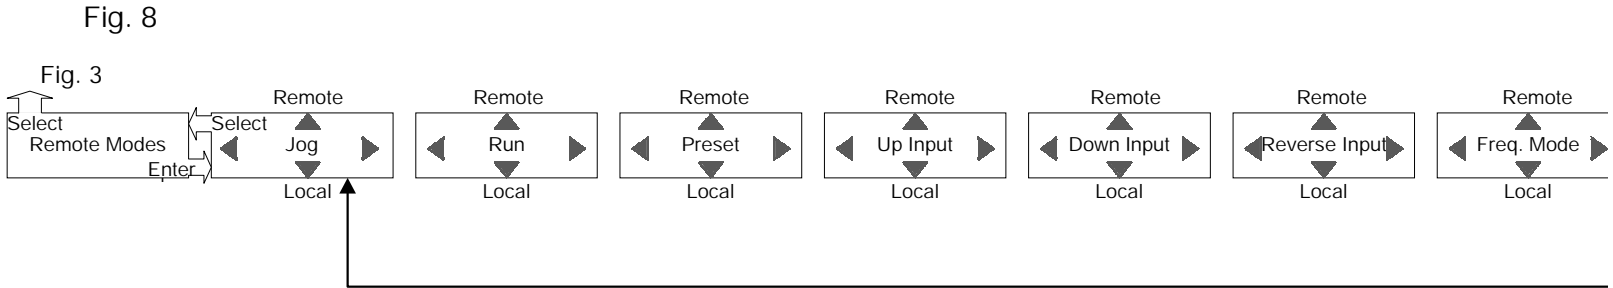 Fig. 8
Fig. 3
Remote Remote Remote Remote Remote Remote Remote
Select Select
Remote Modes Jog Run Preset Up Input Down Input Reverse Input Freq. Mode
Enter
Local Local Local Local Local Local Local